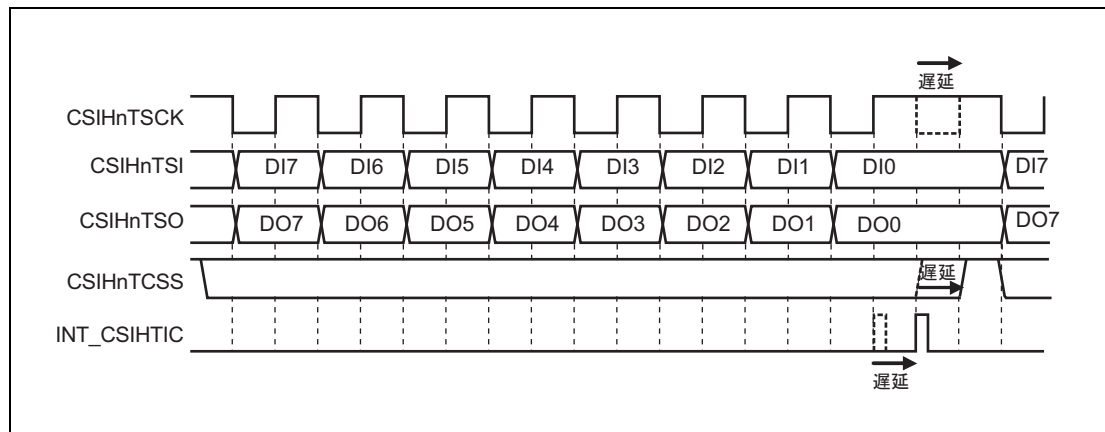 遅延
CSIHnTSCK
CSIHnTSI DI7 DI6 DI5 DI4 DI3 DI2 DI1 DI0 DI7
CSIHnTSO DO7 DO6 DO5 DO4 DO3 DO2 DO1 DO0 DO7
CSIHnTCSS 遅延
INT_CSIHTIC
遅延